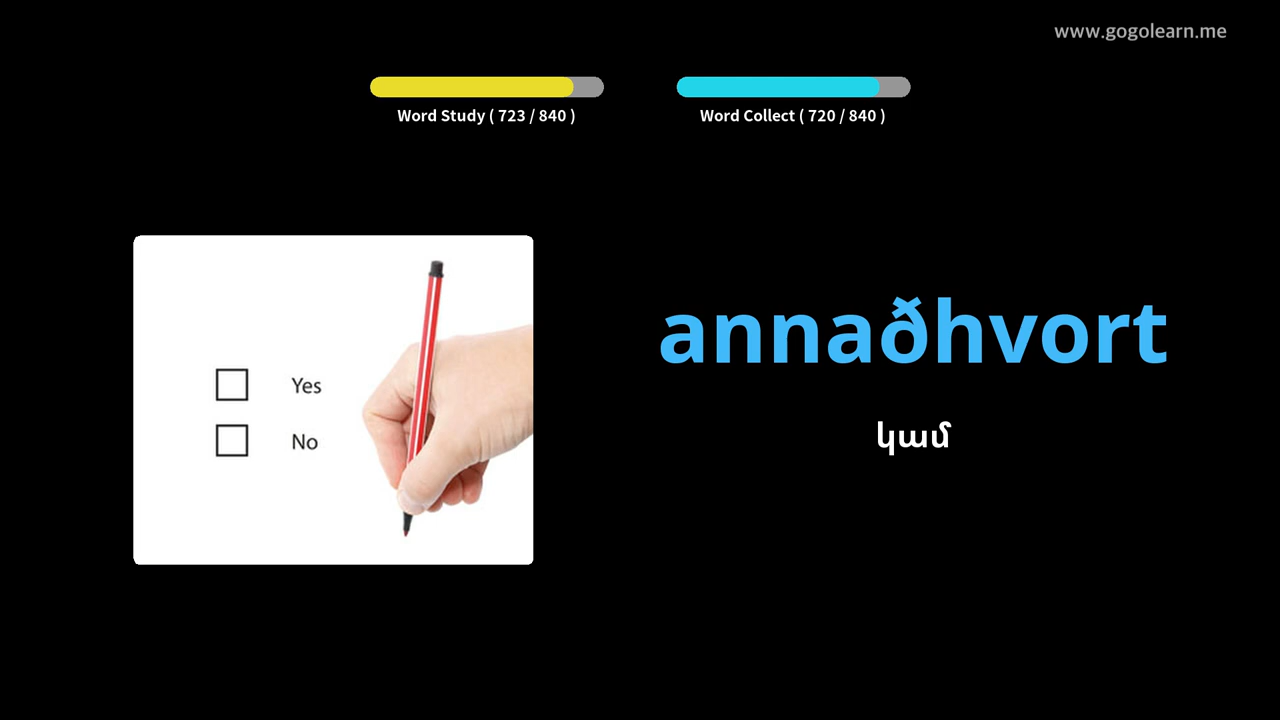 www.gogolearn.me
Word Study ( 723 / 840 )
Word Collect ( 720 / 840 )
annaðhvort
կամ
Yes
No